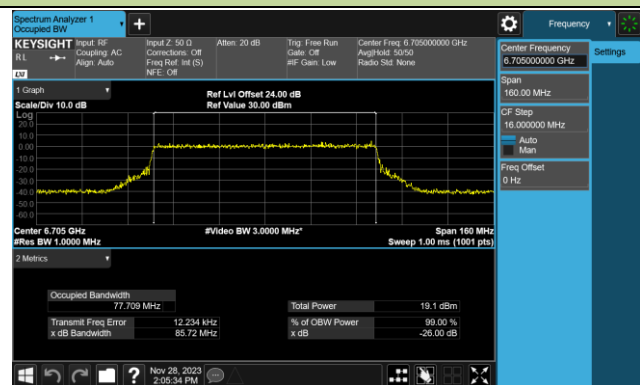 Spectrum Analyzer 1
Occupied BW
Frequency
KEYSIGHT
RL
LXI
Input: RF
Coupling: AC
Align: Auto
Input Z: 50 Ω
Corrections: Off
Freq Ref: Int (S)
NFE: Off
Atten: 20 dB
Trig: Free Run
Gate: Off
#IF Gain: Low
Center Freq: 6.705000000 GHz
Avg|Hold: 50/50
Radio Std: None
Center Frequency
6.705000000 GHz
Settings
Span
160.00 MHz
CF Step
16.000000 MHz
Auto
Man
Freq Offset
0 Hz
1 Graph
Scale/Div 10.0 dB
Ref Lvl Offset 24.00 dB
Ref Value 30.00 dBm
Log
20.0
10.0
0.00
-10.0
-20.0
-30.0
-40.0
-50.0
-60.0
Center 6.705 GHz
#Video BW 3.0000 MHz*
Span 160 MHz
#Res BW 1.0000 MHz
Sweep 1.00 ms (1001 pts)
2 Metrics
Occupied Bandwidth
77.709 MHz
Total Power 19.1 dBm
Transmit Freq Error 12.234 kHz
% of OBW Power 99.00 %
x dB Bandwidth 85.72 MHz
x dB -26.00 dB
?
Nov 28, 2023
2:05:34 PM